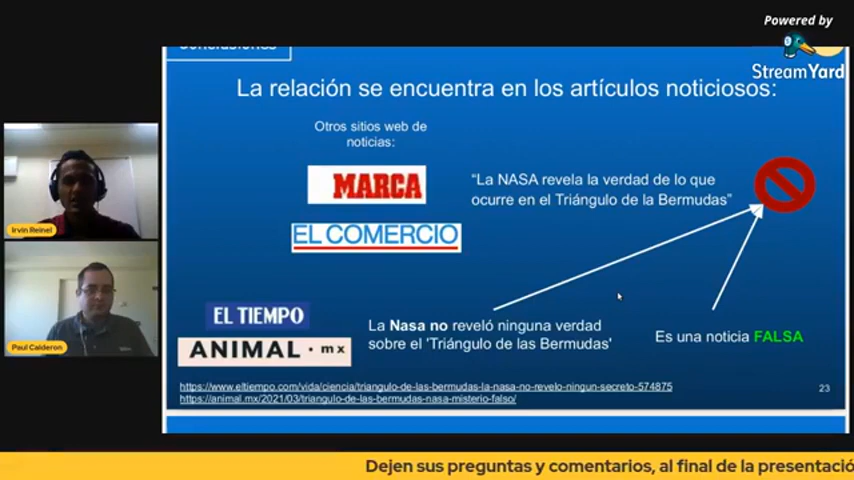 Powered by
StreamYard
Conclusiones
La relación se encuentra en los artículos noticiosos:
Otros sitios web de
noticias:
MARCA
"La NASA revela la verdad de lo que
ocurre en el Triángulo de la Bermudas"
EL COMERCIO
Irvin Reinel
EL TIEMPO
ANIMAL · mx
La Nasa no reveló ninguna verdad
sobre el 'Triángulo de las Bermudas'
Es una noticia FALSA
Paul Calderon
https://www.eltiempo.com/vida/ciencia/triangulo-de-las-bermudas-la-nasa-no-revelo-ningun-secreto-574875
https://animal.mx/2021/03/triangulo-de-las-bermudas-nasa-misterio-falso/
23
Dejen sus preguntas y comentarios, al final de la presentació